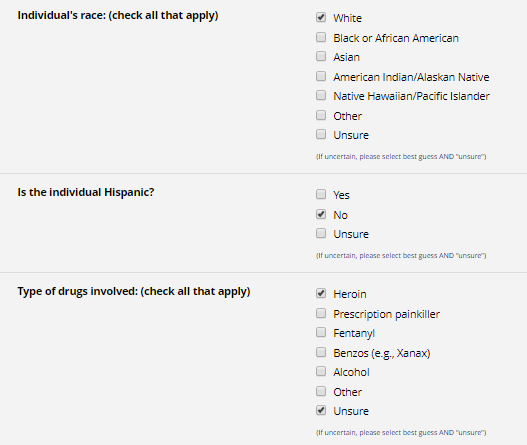 Individual's race: (check all that apply)
White
Black or African American
Asian
American Indian/Alaskan Native
Native Hawaiian/Pacific Islander
Other
Unsure
(If uncertain, please select best guess AND "unsure")
Is the individual Hispanic?
Yes
No
Unsure
(If uncertain, please select best guess AND "unsure")
Type of drugs involved: (check all that apply)
Heroin
Prescription painkiller
Fentanyl
Benzos (e.g., Xanax)
Alcohol
Other
Unsure
(If uncertain, please select best guess AND "unsure")